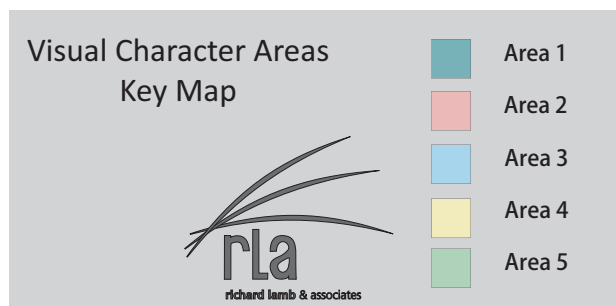 Visual Character Areas
Key Map
Area 1
Area 2
Area 3
Area 4
Area 5
rla
richard lamb & associates